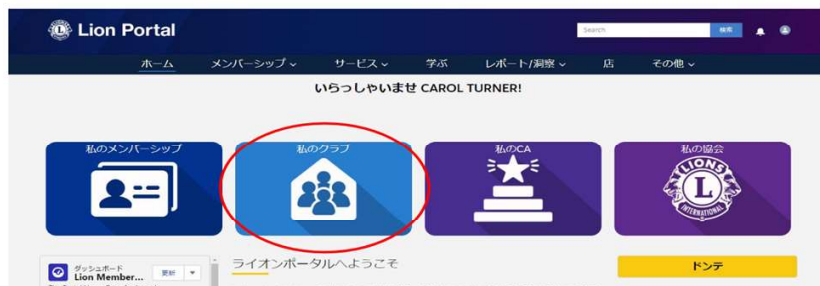 Lion Portal
Search
検索
ホーム メンバーシップ サービス 学ぶ レポート/洞察 店 その他
いらっしゃいませ CAROL TURNER!
私のメンバーシップ 私のクラブ 私のCA 私の協会
LIONS
L
INTERNATIONAL
ダッシュボード
Lion Member...
更新
ライオンポータルへようこそ
ドンテ